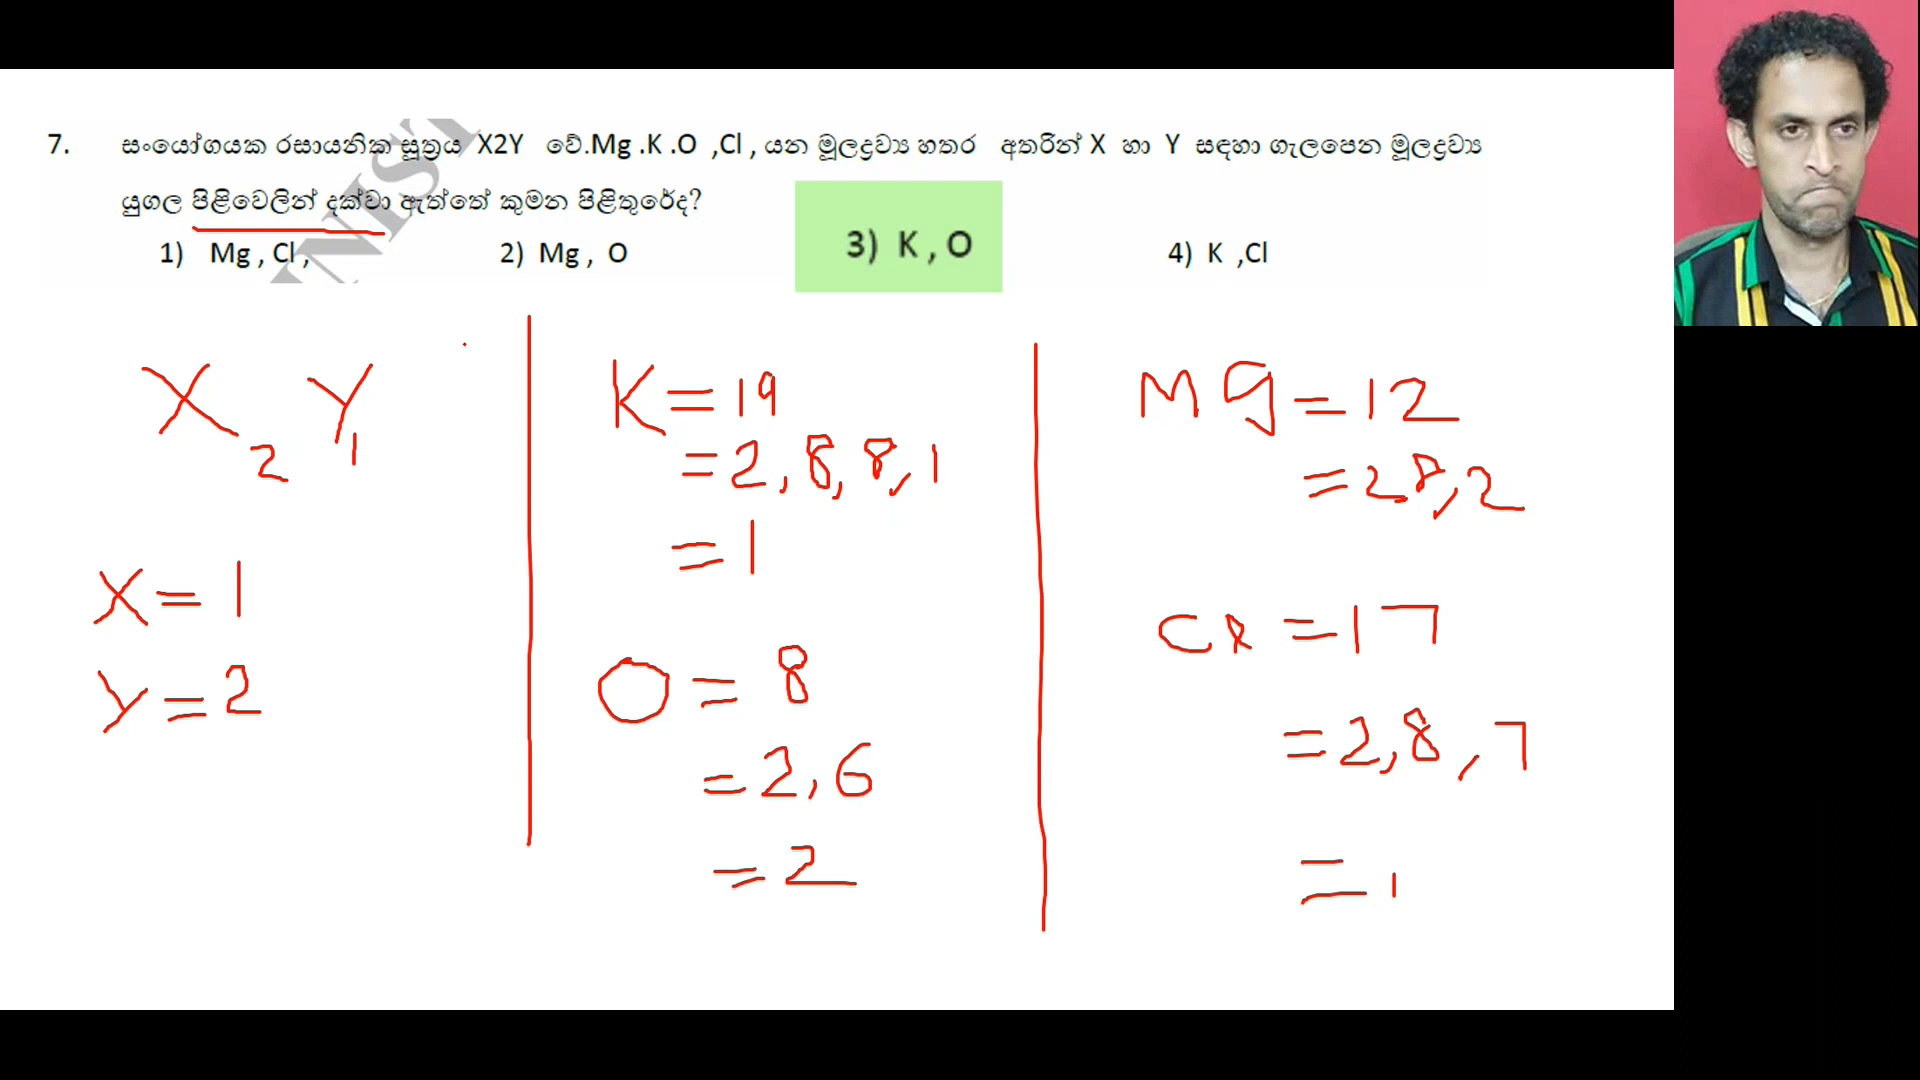 7. සංයෝගයක රසායනික සූත්‍රය X2Y වේ.Mg .K .O ,Cl , යන මූලද්‍රව්‍ය හතර අතරීන් X හා Y සඳහා ගැලපෙන මූලද්‍රව්‍ය
යුගල පිළිවෙලින් දක්වා ඇත්තේ කුමන පිළිතුරේද?
1) Mg , Cl , 2) Mg , O 3) K , O 4) K ,Cl
X2 Y1
X = 1
Y = 2
K = 19
= 2, 8, 8, 1
= 1
O = 8
= 2, 6
= 2
Mg = 12
= 2 8, 2
Cl = 17
= 2, 8, 7
= 1